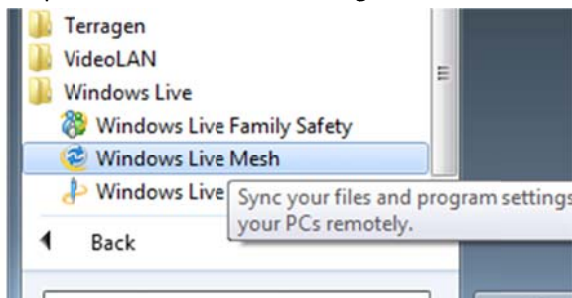 Terragen
VideoLAN
Windows Live
Windows Live Family Safety
Windows Live Mesh
Windows Live
Sync your files and program settings
your PCs remotely.
Back